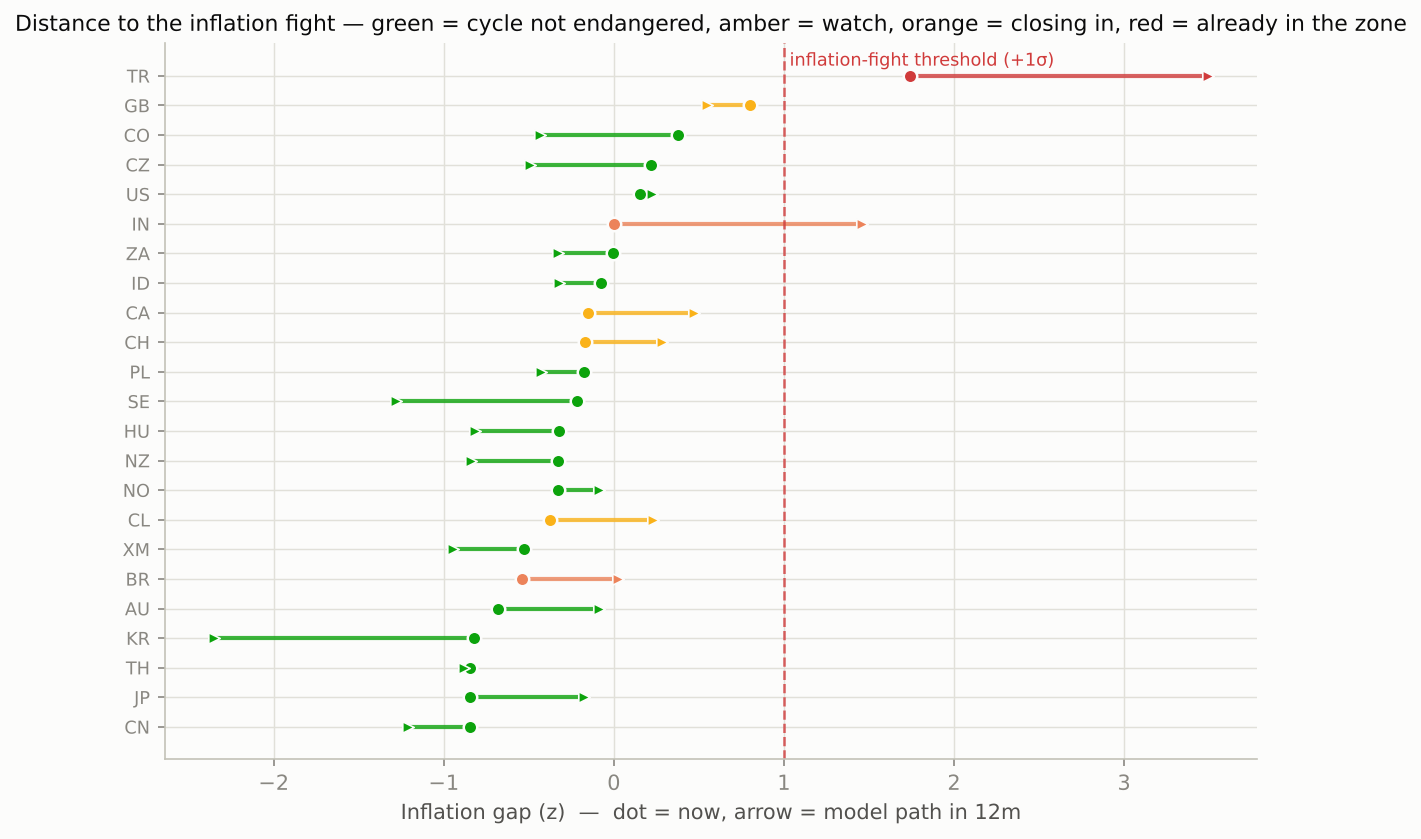 Distance to the inflation fight — green = cycle not endangered, amber = watch, orange = closing in, red = already in the zone
inflation-fight threshold (+1σ)
TR
GB
CO
CZ
US
IN
ZA
ID
CA
CH
PL
SE
HU
NZ
NO
CL
XM
BR
AU
KR
TH
JP
CN
−2 −1 0 1 2 3
Inflation gap (z) — dot = now, arrow = model path in 12m